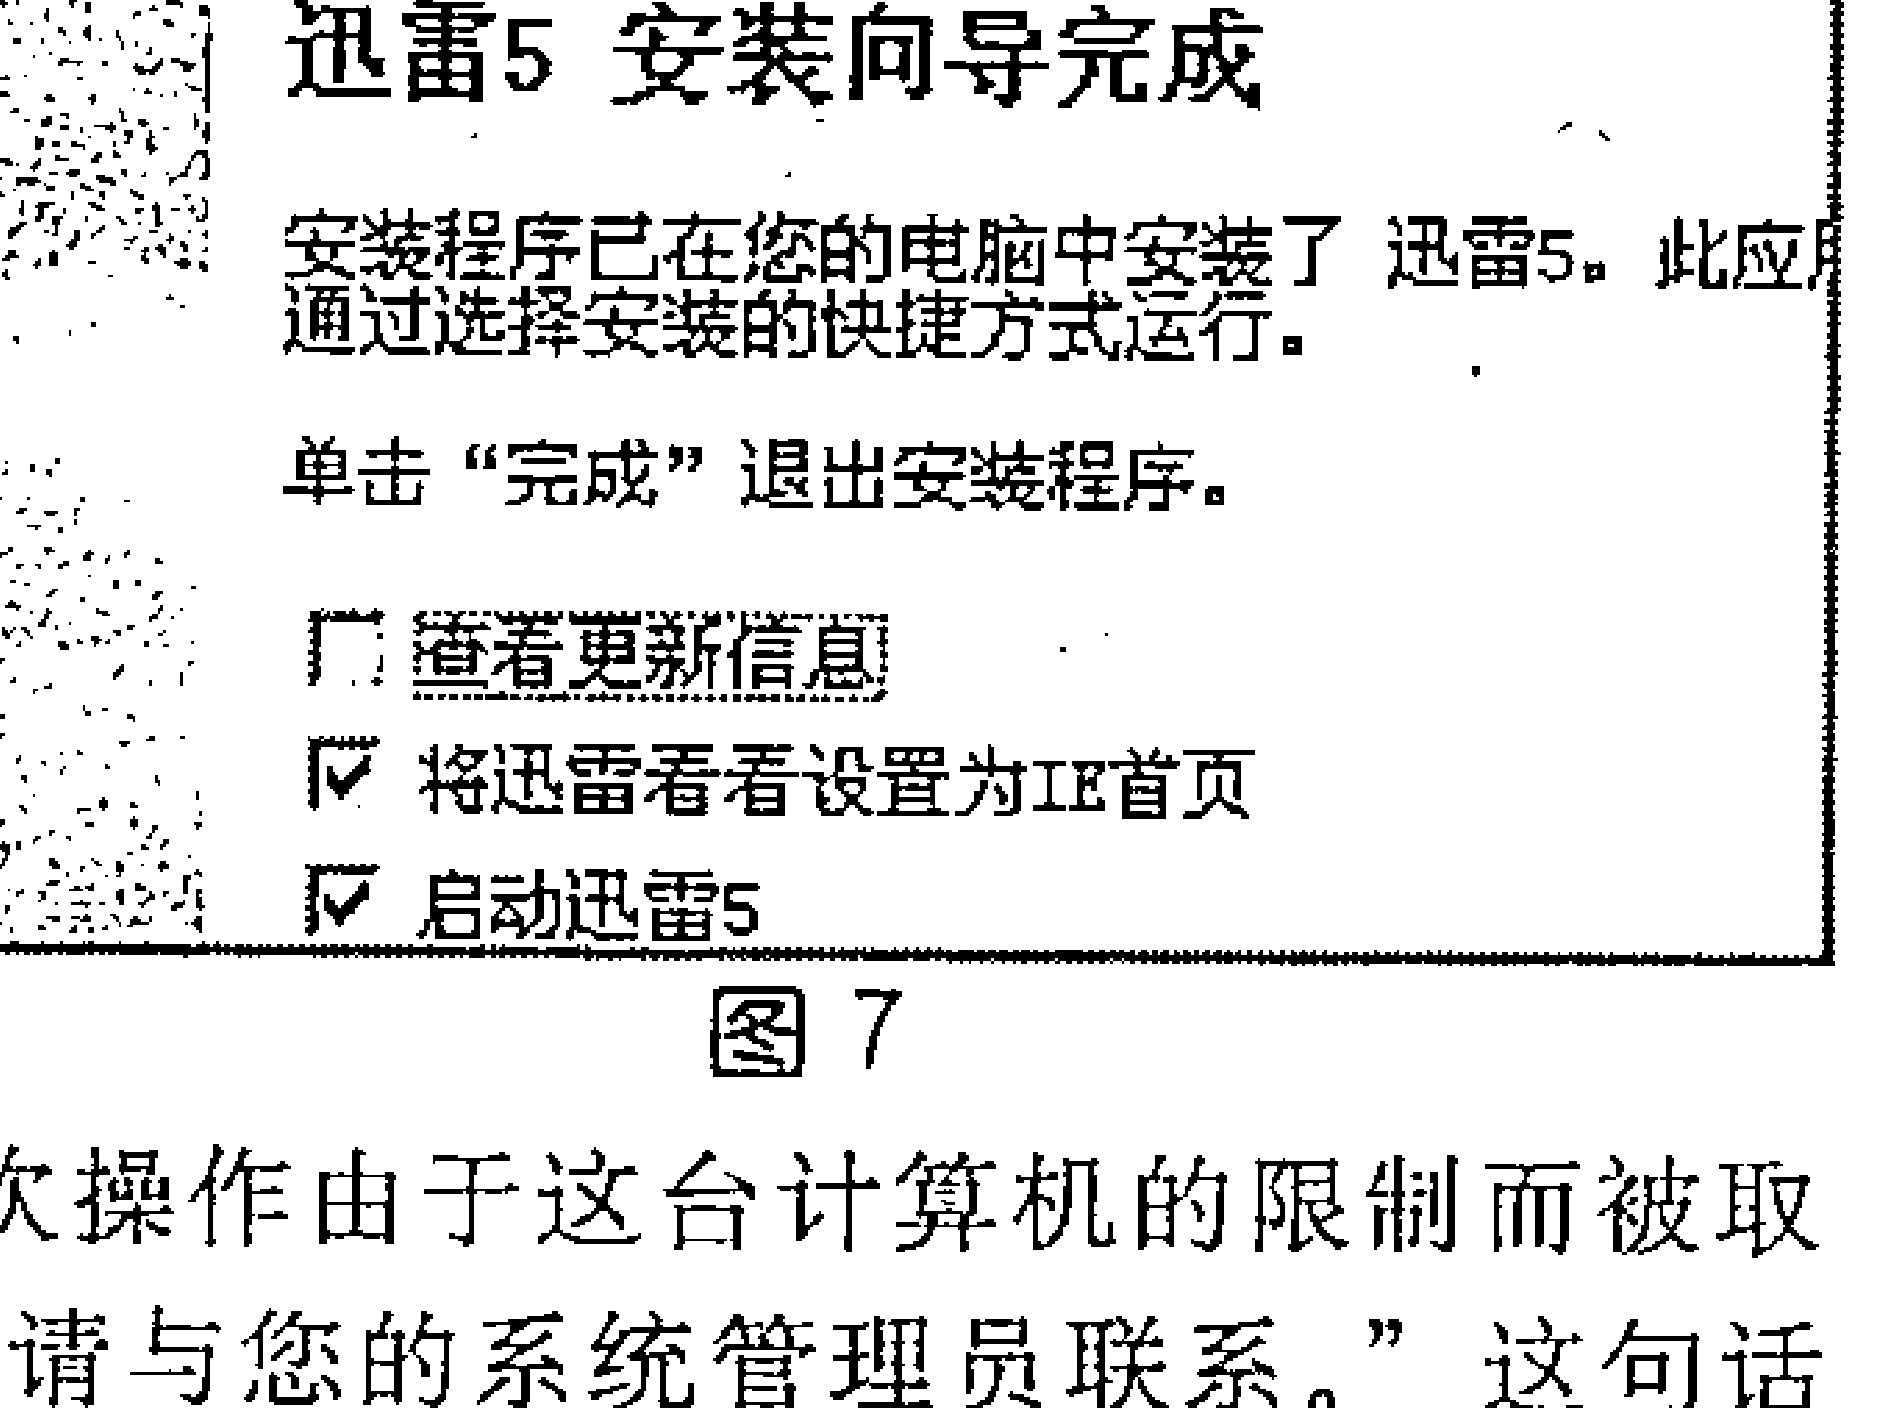 迅雷5 安装向导完成
安装程序已在您的电脑中安装了 迅雷5。此应
通过选择安装的快捷方式运行。
单击“完成”退出安装程序。
查看更新信息
将迅雷看看设置为IE首页
启动迅雷5
图 7
操作由于这台计算机的限制而被取
请与您的系统管理员联系。”这句话